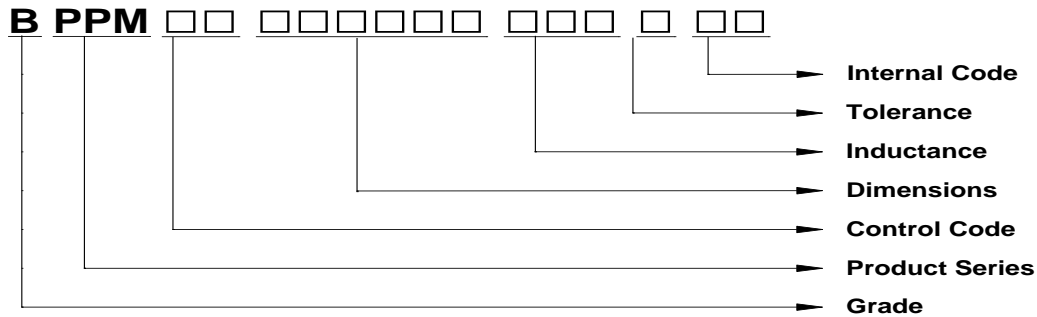 B PPM □□ □□□□□□ □□□ □ □□
Internal Code
Tolerance
Inductance
Dimensions
Control Code
Product Series
Grade